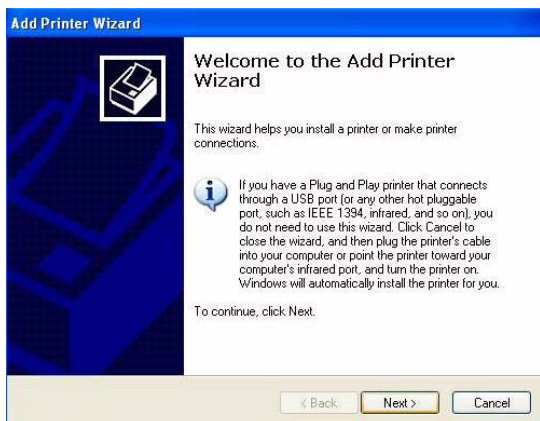 Add Printer Wizard
Welcome to the Add Printer
Wizard
This wizard helps you install a printer or make printer
connections.
If you have a Plug and Play printer that connects
through a USB port (or any other hot pluggable
port, such as IEEE 1394, infrared, and so on), you
do not need to use this wizard. Click Cancel to
close the wizard, and then plug the printer's cable
into your computer or point the printer toward your
computer's infrared port, and turn the printer on.
Windows will automatically install the printer for you.
To continue, click Next.
< Back
Next >
Cancel